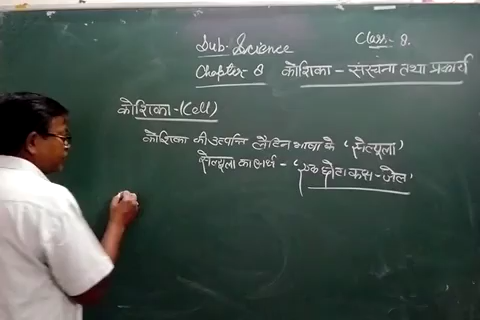 Sub. Science
Class- 8.
Chapter- 8 कोशिका - संरचना तथा प्रकार्य
कोशिका - (Cell)
कोशिका की उत्पत्ति लैटिन भाषा के 'सेल्यूला'
सेल्यूला का अर्थ - 'एक छोटा कक्ष - जेल'